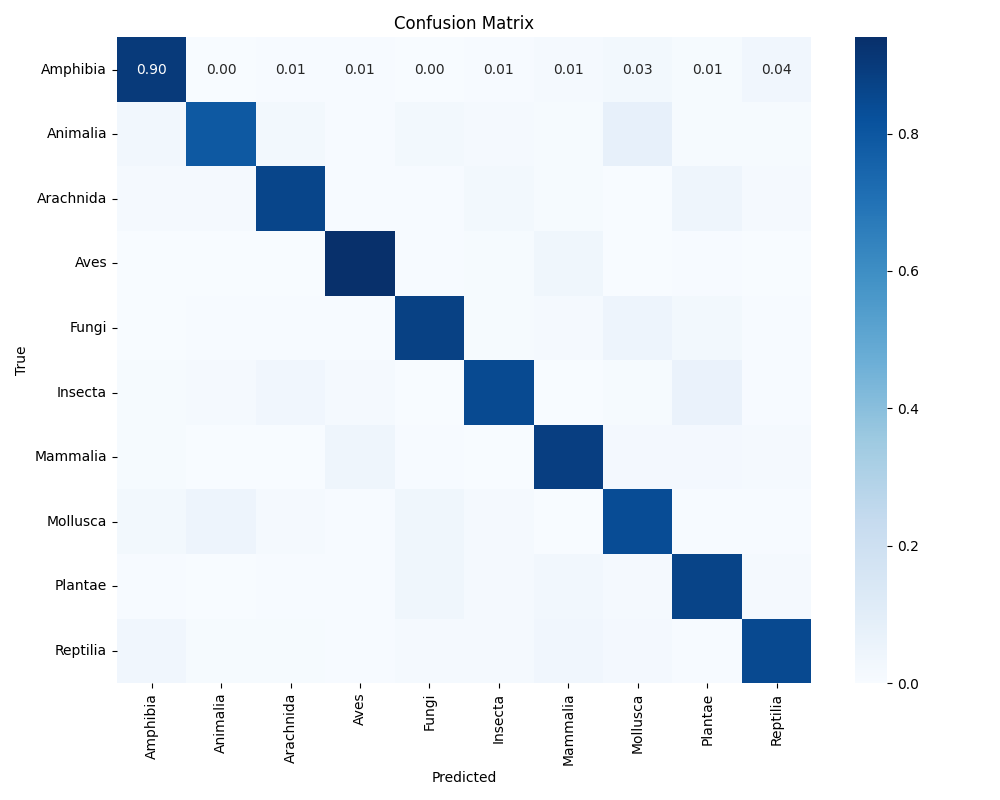 Confusion Matrix
Amphibia 0.90 0.00 0.01 0.01 0.00 0.01 0.01 0.03 0.01 0.04
Animalia
Arachnida
Aves
Fungi
Insecta
Mammalia
Mollusca
Plantae
Reptilia
True
Amphibia Animalia Arachnida Aves Fungi Insecta Mammalia Mollusca Plantae Reptilia
Predicted
0.8
0.6
0.4
0.2
0.0